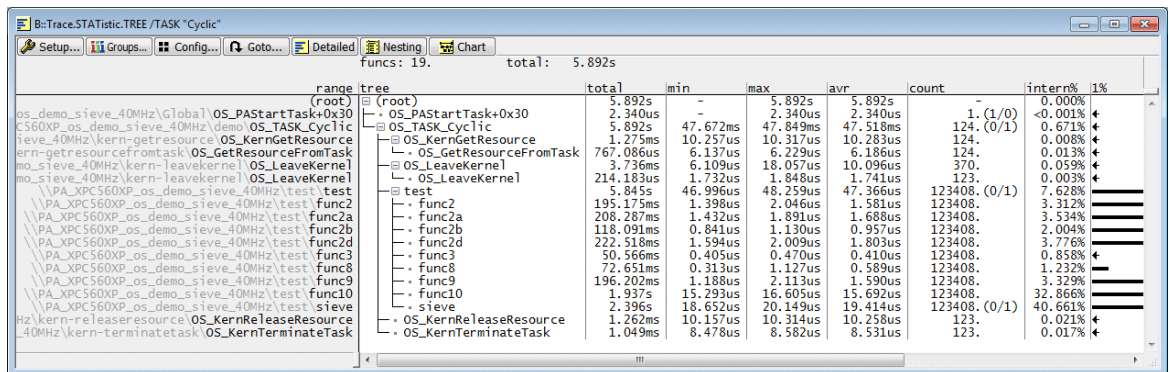 B::Trace.STATistic.TREE /TASK "Cyclic"
Setup... Groups... Config... Goto... Detailed Nesting Chart
funcs: 19. total: 5.892s
range tree total min max avr count intern% 1%
(root) (root) 5.892s - 5.892s 5.892s - 0.000%
os_demo_sieve_40MHz\Global\OS_PAStartTask+0x30 OS_PAStartTask+0x30 2.340us - 2.340us 2.340us 1.(1/0) <0.001%
C560XP_os_demo_sieve_40MHz\demo\OS_TASK_Cyclic OS_TASK_Cyclic 5.892s 47.672ms 47.849ms 47.518ms 124.(0/1) 0.671%
ieve_40MHz\kern-getresource\OS_KernGetResource OS_KernGetResource 1.275ms 10.257us 10.317us 10.283us 124. 0.008%
ern-getresourcefromtask\OS_GetResourceFromTask OS_GetResourceFromTask 767.086us 6.137us 6.229us 6.186us 124. 0.013%
mo_sieve_40MHz\kern-leavekernel\OS_LeaveKernel OS_LeaveKernel 3.736ms 6.109us 18.057us 10.096us 370. 0.059%
mo_sieve_40MHz\kern-leavekernel\OS_LeaveKernel OS_LeaveKernel 214.183us 1.732us 1.848us 1.741us 123. 0.003%
\\PA_XPC560XP_os_demo_sieve_40MHz\test\test test 5.845s 46.996ms 48.259ms 47.366us 123408.(0/1) 7.628%
\\PA_XPC560XP_os_demo_sieve_40MHz\test\func2 func2 195.175ms 1.398us 2.046us 1.581us 123408. 3.312%
\\PA_XPC560XP_os_demo_sieve_40MHz\test\func2a func2a 208.287ms 1.432us 1.891us 1.688us 123408. 3.534%
\\PA_XPC560XP_os_demo_sieve_40MHz\test\func2b func2b 118.091ms 0.841us 1.130us 0.957us 123408. 2.004%
\\PA_XPC560XP_os_demo_sieve_40MHz\test\func2d func2d 222.518ms 1.594us 2.009us 1.803us 123408. 3.776%
\\PA_XPC560XP_os_demo_sieve_40MHz\test\func3 func3 50.566ms 0.405us 0.470us 0.410us 123408. 0.858%
\\PA_XPC560XP_os_demo_sieve_40MHz\test\func8 func8 72.651ms 0.313us 1.127us 0.589us 123408. 1.232%
\\PA_XPC560XP_os_demo_sieve_40MHz\test\func9 func9 196.202ms 1.188us 2.113us 1.590us 123408. 3.329%
\\PA_XPC560XP_os_demo_sieve_40MHz\test\func10 func10 1.937s 15.293us 16.605us 15.692us 123408. 32.866%
\\PA_XPC560XP_os_demo_sieve_40MHz\test\sieve sieve 2.396s 18.652us 20.149us 19.414us 123408.(0/1) 40.661%
Hz\kern-releaseresource\OS_KernReleaseResource OS_KernReleaseResource 1.262ms 10.157us 10.314us 10.258us 123. 0.021%
_40MHz\kern-terminatetask\OS_KernTerminateTask OS_KernTerminateTask 1.049ms 8.478us 8.582us 8.531us 123. 0.017%